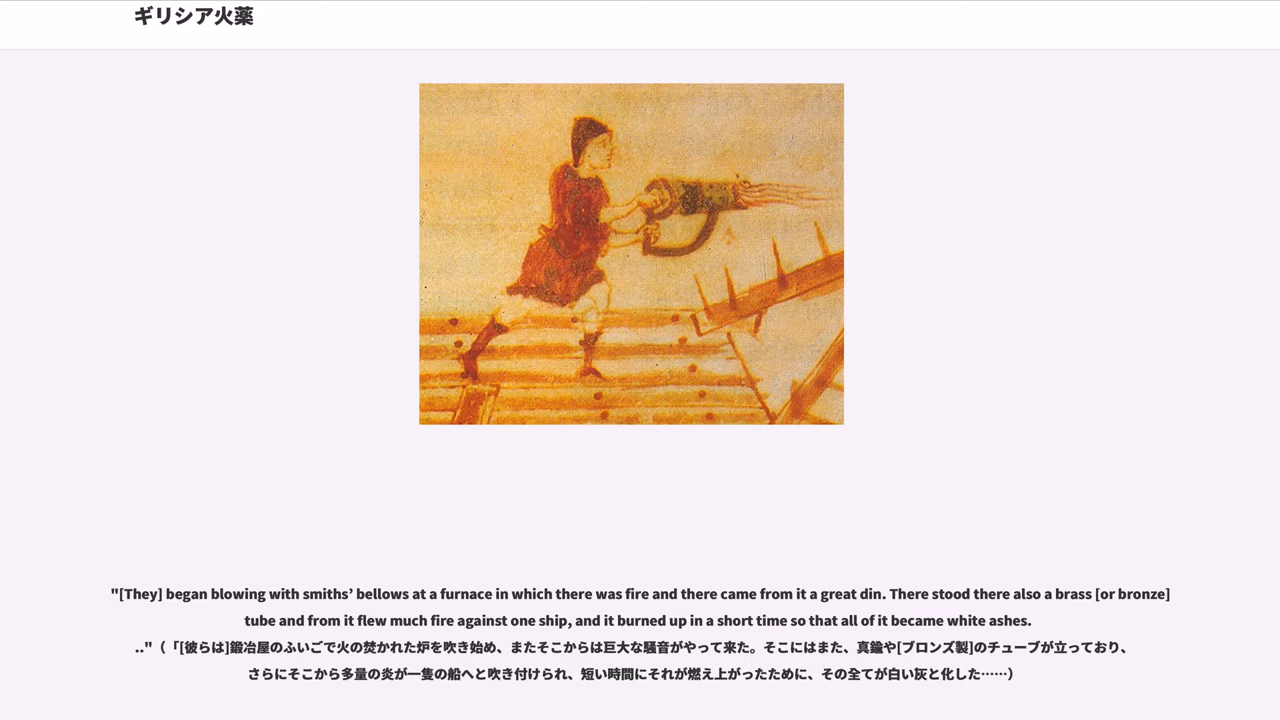 ギリシア火薬
"[They] began blowing with smiths’ bellows at a furnace in which there was fire and there came from it a great din. There stood there also a brass [or bronze]
tube and from it flew much fire against one ship, and it burned up in a short time so that all of it became white ashes.
.."（「[彼らは]鍛冶屋のふいごで火の焚かれた炉を吹き始め、またそこからは巨大な騒音がやって来た。そこにはまた、真鍮や[ブロンズ製]のチューブが立っており、
さらにそこから多量の炎が一隻の船へと吹き付けられ、短い時間にそれが燃え上がったために、その全てが白い灰と化した……）